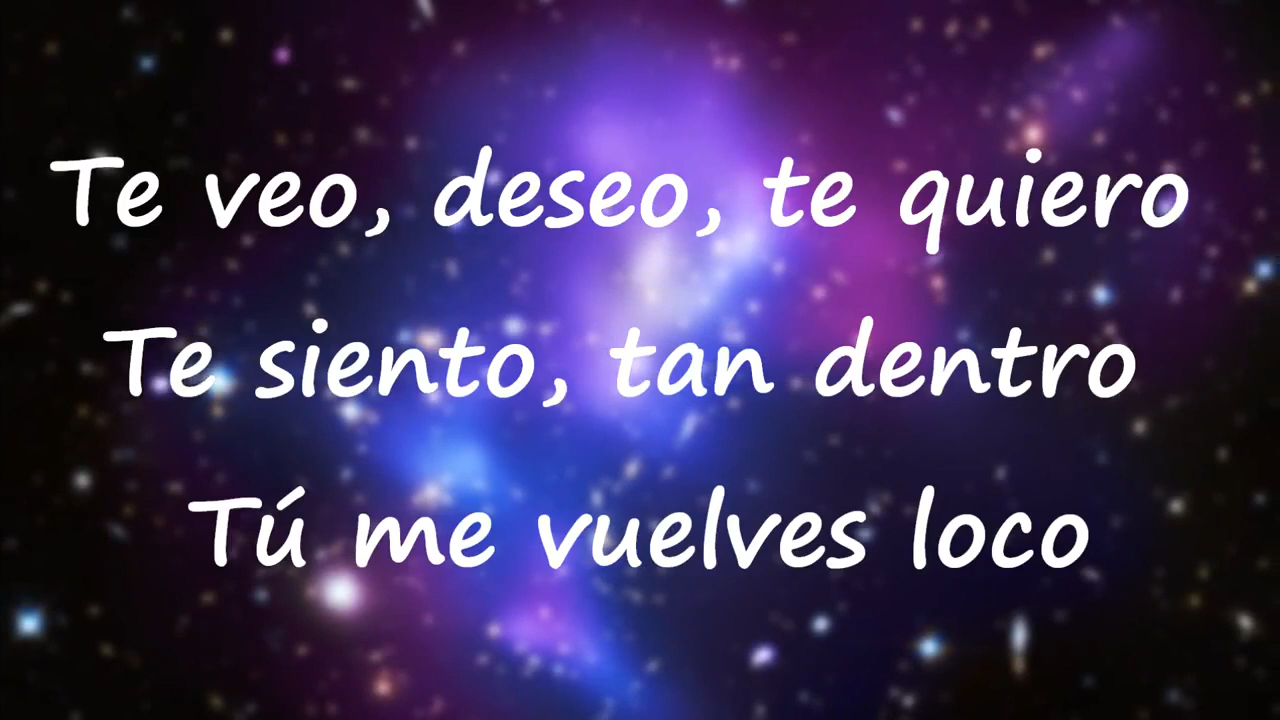 Te veo, deseo, te quiero
Te siento, tan dentro
Tú me vuelves loco